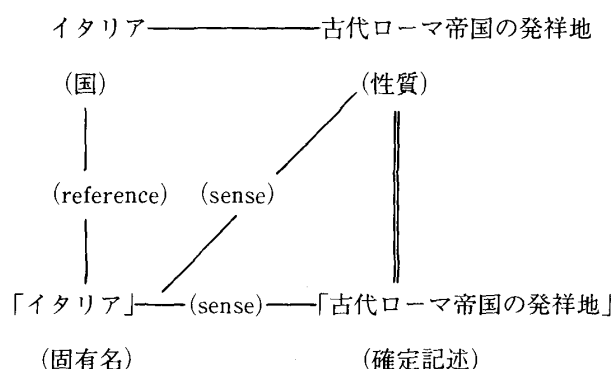 イタリア 古代ローマ帝国の発祥地
(国) (性質)
(reference) (sense)
「イタリア」 (sense) 「古代ローマ帝国の発祥地」
(固有名) (確定記述)